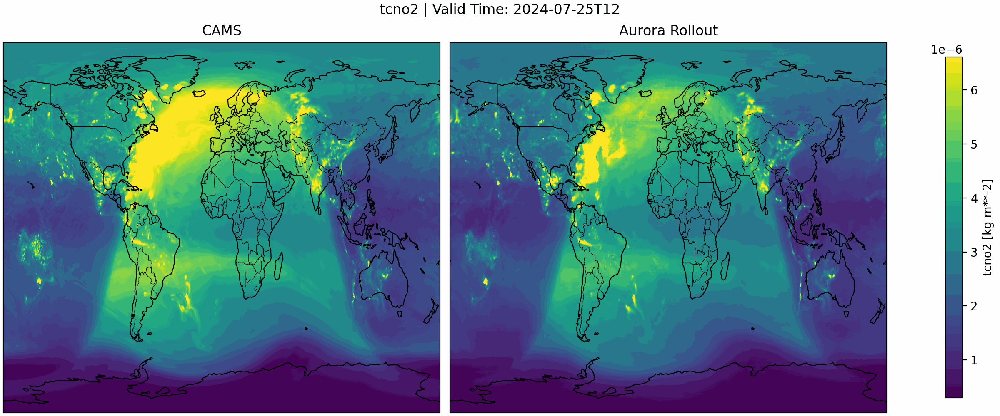 tcno2 | Valid Time: 2024-07-25T12
CAMS
Aurora Rollout
1e−6
6
5
4
3
2
1
tcno2 [kg m**-2]